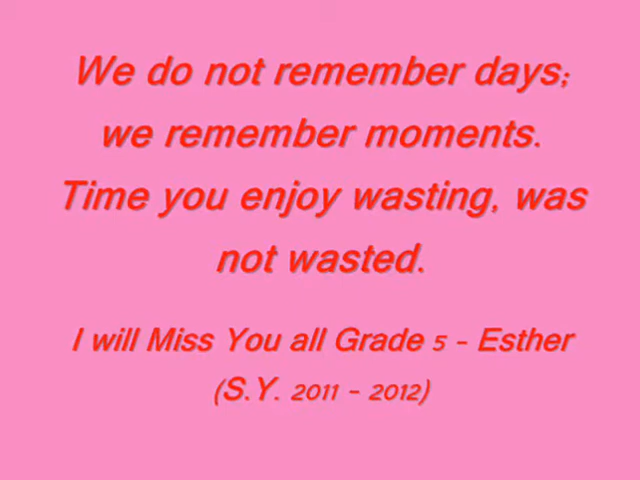 We do not remember days;
we remember moments.
Time you enjoy wasting, was
not wasted.
I will Miss You all Grade 5 - Esther
(S.Y. 2011 - 2012)